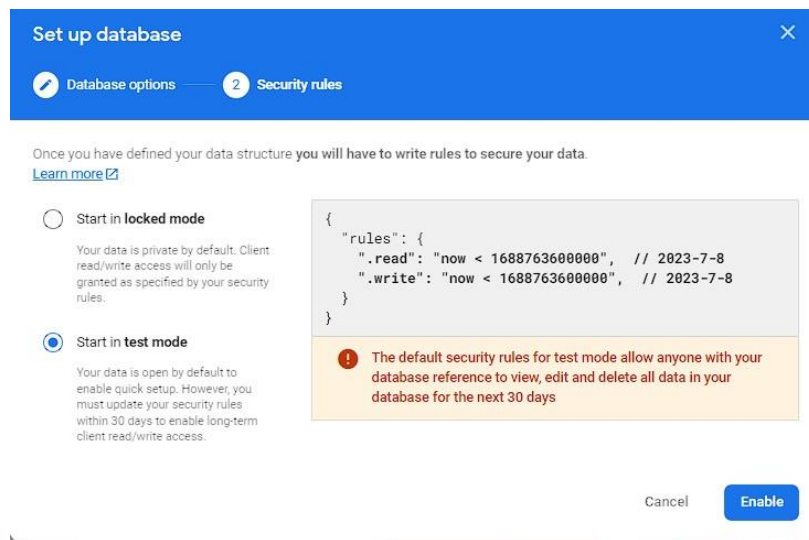 Set up database
Database options
2 Security rules
Once you have defined your data structure you will have to write rules to secure your data.
Learn more
Start in locked mode
Your data is private by default. Client
read/write access will only be
granted as specified by your security
rules.
Start in test mode
Your data is open by default to
enable quick setup. However, you
must update your security rules
within 30 days to enable long-term
client read/write access.
{
"rules": {
".read": "now < 1688763600000", // 2023-7-8
".write": "now < 1688763600000", // 2023-7-8
}
}
! The default security rules for test mode allow anyone with your
database reference to view, edit and delete all data in your
database for the next 30 days
Cancel
Enable